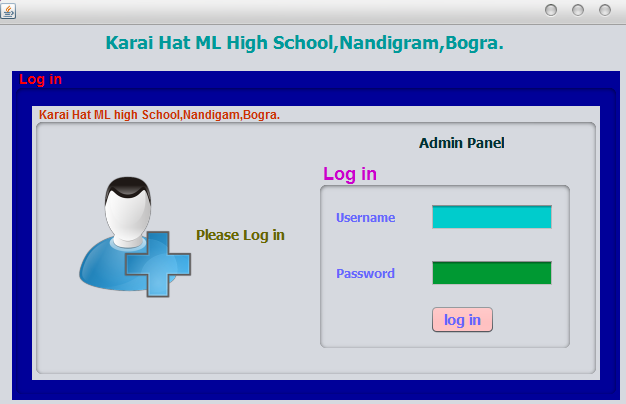 Karai Hat ML High School,Nandigram,Bogra.
Log in
Karai Hat ML high School,Nandigam,Bogra.
Admin Panel
Log in
Username
Please Log in
Password
log in